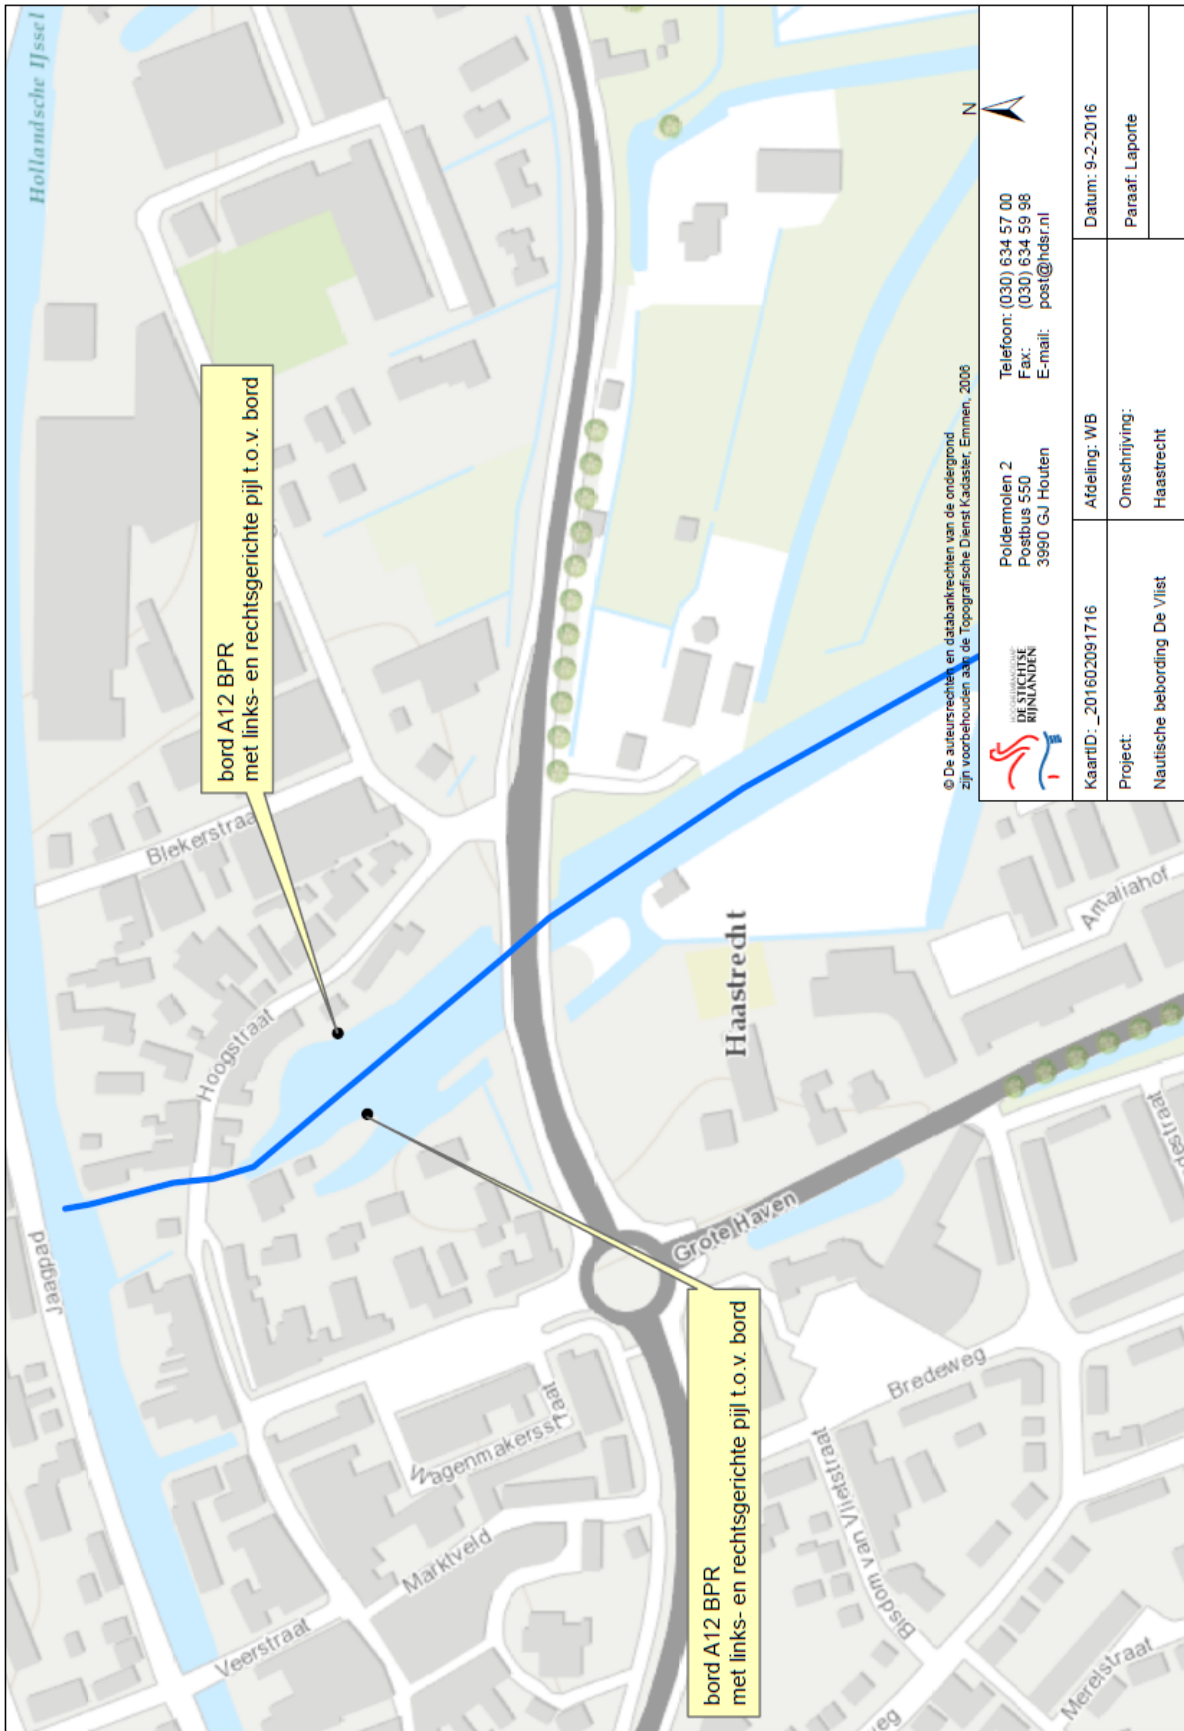 Hollandsche IJssel
bord A12 BPR
met links- en rechtsgerichte pijl t.o.v. bord
Jaagpad
Hoogstraat
Blekerstraa
Veerstraat
Marktveld
Wagenmakersstraat
Grote Haven
Haastrecht
bord A12 BPR
met links- en rechtsgerichte pijl t.o.v. bord
Bredeweg
Bisdom van Vlietstraat
Merelstraat
eg
Amaliahof
destraat
© De auteursrechten en databankrechten van de ondergrond
zijn voorbehouden aan de Topografische Dienst Kadaster, Emmen, 2006
N
HOOGHEEMRAADSCHAP
DE STICHTSE
RIJNLANDEN
Poldermolen 2
Postbus 550
3990 GJ Houten
Telefoon: (030) 634 57 00
Fax: (030) 634 59 98
E-mail: post@hdsr.nl
KaartID: _201602091716
Afdeling: WB
Datum: 9-2-2016
Project:
Nautische bebording De Vlist
Omschrijving:
Haastrecht
Paraaf: Laporte